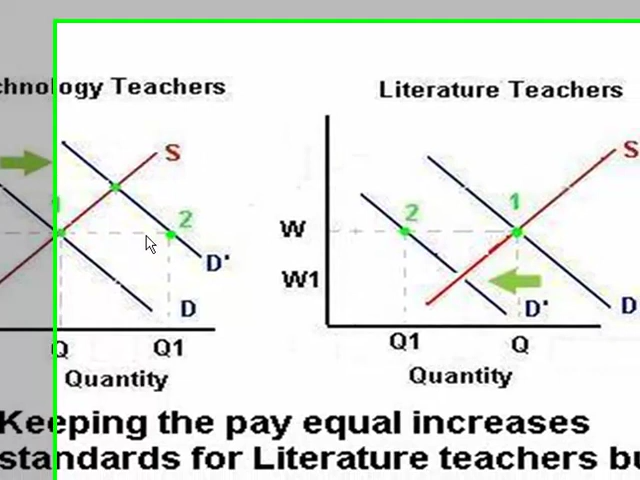 chnology Teachers
Literature Teachers
S
S
1
2
2
1
W
D'
W1
D
D'
D
Q
Q1
Q1
Q
Quantity
Quantity
Keeping the pay equal increases
standards for Literature teachers bu